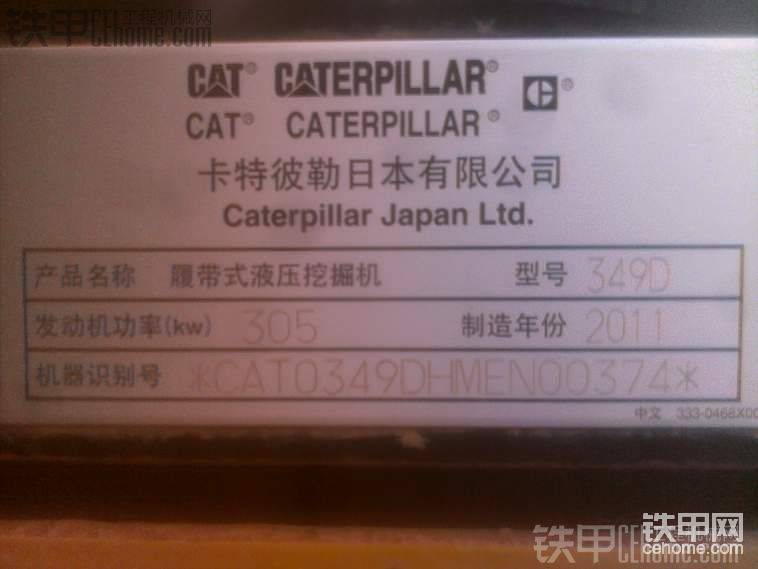 铁甲 工程机械网
CEhome.com
CAT® CATERPILLAR® ®
CAT® CATERPILLAR®
卡特彼勒日本有限公司
Caterpillar Japan Ltd.
产品名称 履带式液压挖掘机 型号 349D
发动机功率(kw) 305 制造年份 2011
机器识别号 *CAT0349DHMEN00374*
中文 333-0468X00
铁甲网
cehome.com
铁甲